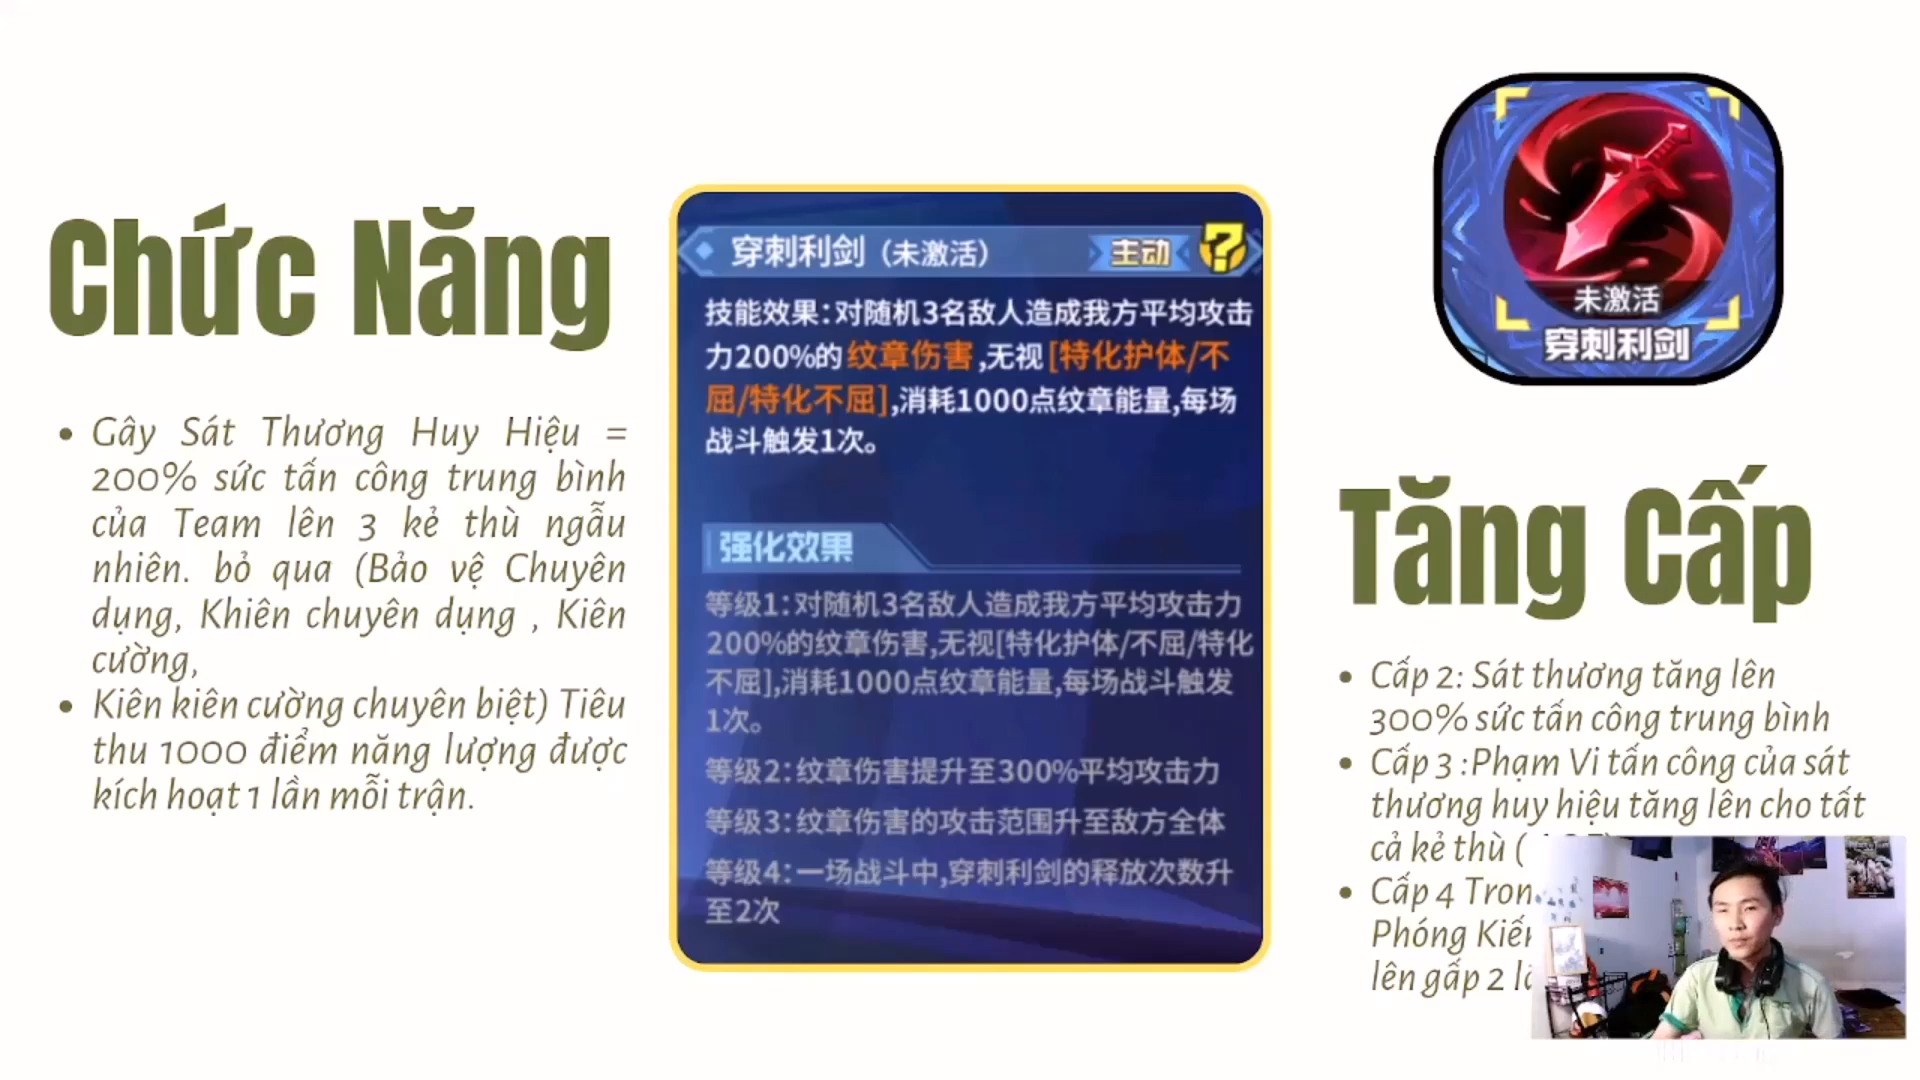 Chức Năng
Gây Sát Thương Huy Hiệu =
200% sức tấn công trung bình
của Team lên 3 kẻ thù ngẫu
nhiên. bỏ qua (Bảo vệ Chuyên
dụng, Khiên chuyên dụng , Kiên
cường,
Kiên kiên cường chuyên biệt) Tiêu
thu 1000 điểm năng lượng được
kích hoạt 1 lần mỗi trận.
穿刺利剑（未激活）
主动
?
技能效果：对随机3名敌人造成我方平均攻击
力200%的纹章伤害,无视[特化护体/不
屈/特化不屈],消耗1000点纹章能量,每场
战斗触发1次。
强化效果
等级1：对随机3名敌人造成我方平均攻击力
200%的纹章伤害,无视[特化护体/不屈/特化
不屈],消耗1000点纹章能量,每场战斗触发
1次。
等级2：纹章伤害提升至300%平均攻击力
等级3：纹章伤害的攻击范围升至敌方全体
等级4：一场战斗中,穿刺利剑的释放次数升
至2次
未激活
穿刺利剑
Tăng Cấp
Cấp 2: Sát thương tăng lên
300% sức tấn công trung bình
Cấp 3 :Phạm Vi tấn công của sát
thương huy hiệu tăng lên cho tất
cả kẻ thù (
Cấp 4 Tron
Phóng Kiến
lên gấp 2